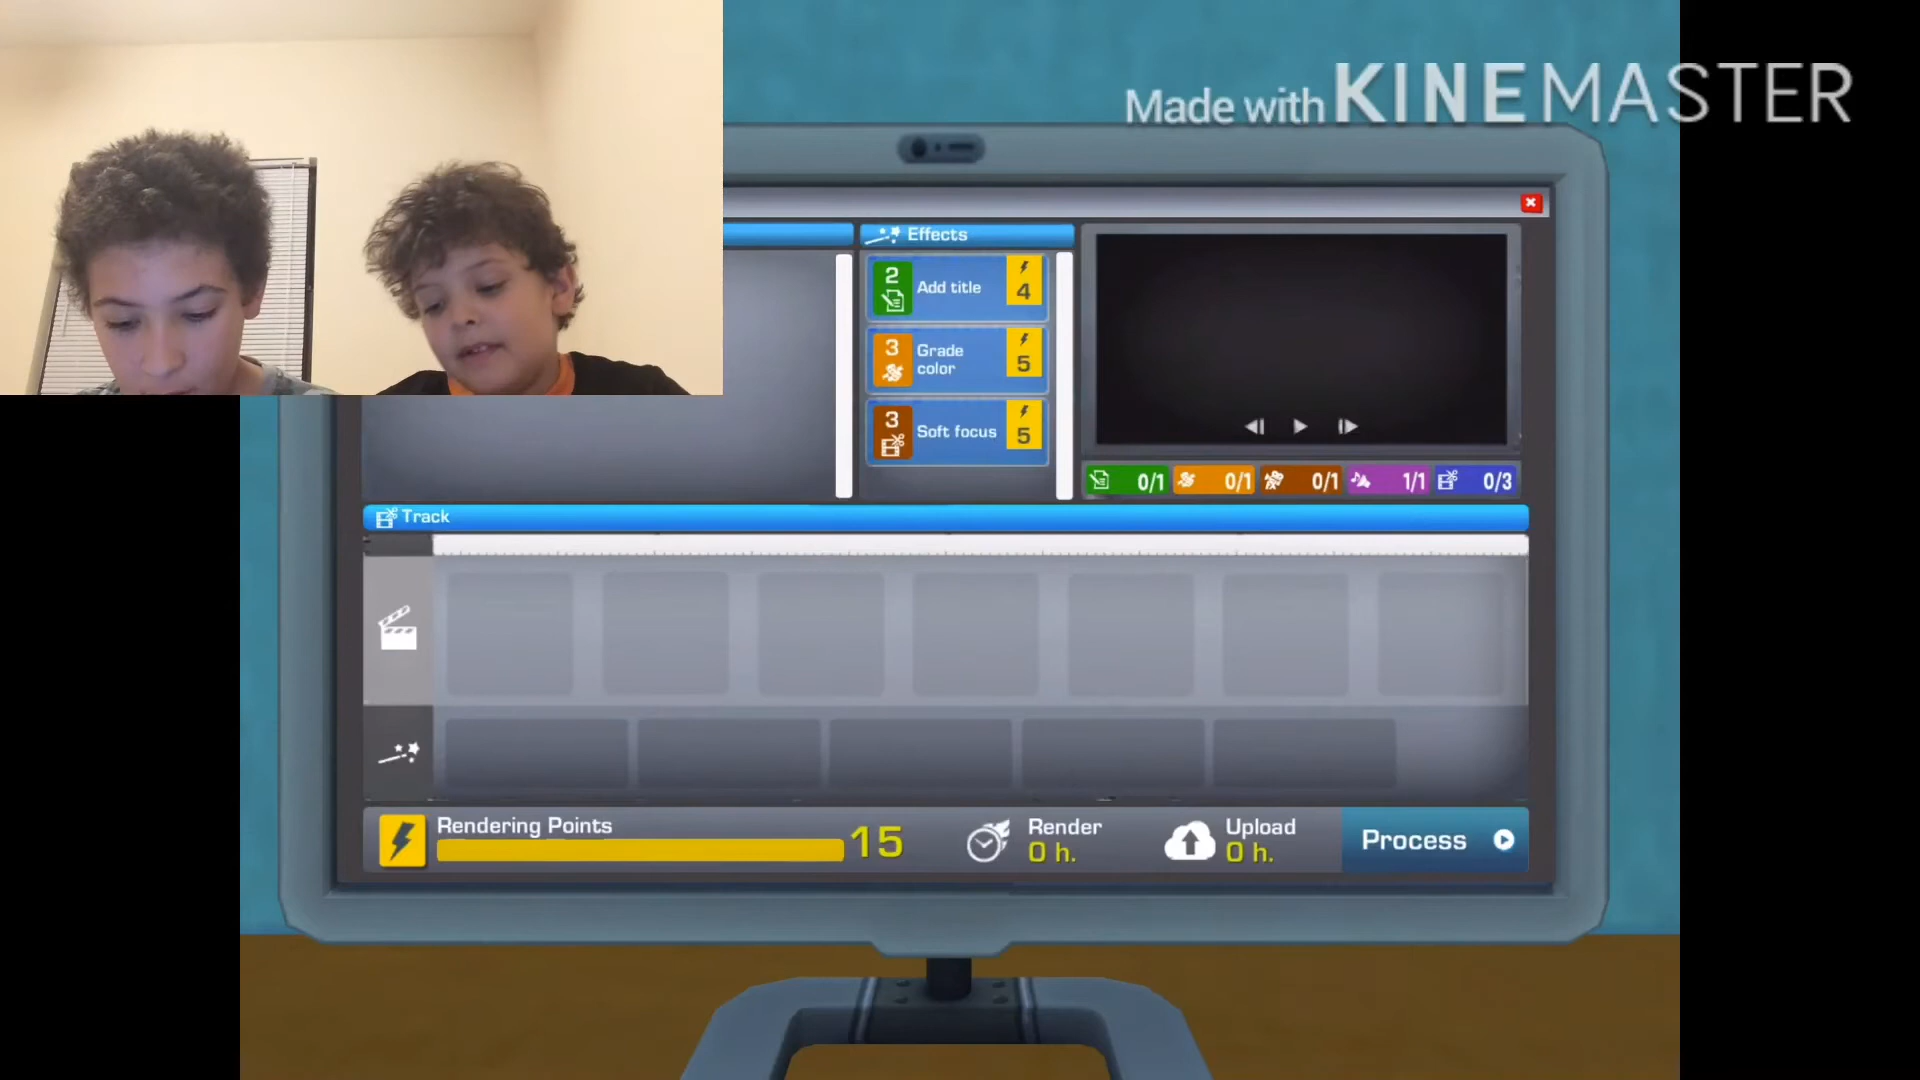 Made with KINEMASTER
Effects
2
Add title
4
3
Grade
color
5
3
Soft focus
5
0/1
0/1
0/1
1/1
0/3
Track
Rendering Points
15
Render
0 h.
Upload
0 h.
Process